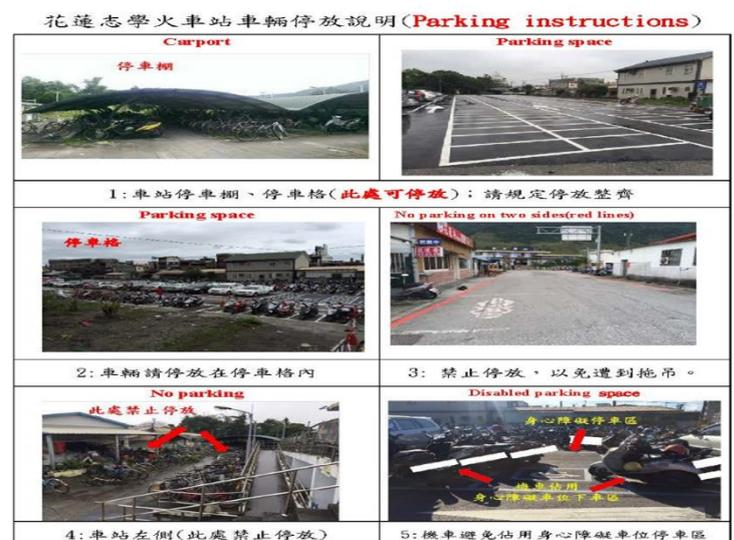 花蓮志學火車站車輛停放說明(Parking instructions)
Carport
停車棚
Parking space
1:車站停車棚、停車格(此處可停放);請規定停放整齊
Parking space
停車格
No parking on two sides(red lines)
2:車輛請停放在停車格內
3: 禁止停放,以免遭到拖吊。
No parking
此處禁止停放
Disabled parking space
身心障礙停車區
機車佔用
身心障礙車位下車區
4:車站左側(此處禁止停放)
5:機車避免佔用身心障礙車位停車區